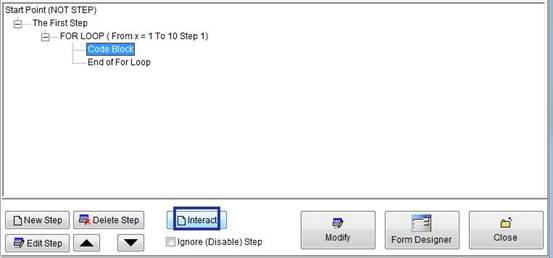 Start Point (NOT STEP)
The First Step
FOR LOOP ( From x = 1 To 10 Step 1)
Code Block
End of For Loop
New Step
Delete Step
Interact
Edit Step
Ignore (Disable) Step
Modify
Form Designer
Close